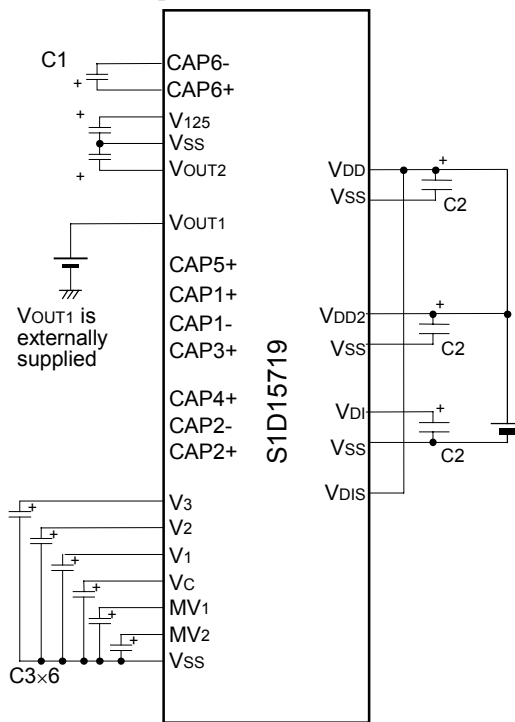 C1
CAP6-
+
CAP6+
+
V125
VSS
+
VOUT2
VOUT1
VOUT1 is
externally
supplied
CAP5+
CAP1+
CAP1-
CAP3+
CAP4+
CAP2-
CAP2+
V3
+
V2
+
V1
+
VC
+
MV1
+
MV2
+
VSS
C3×6
S1D15719
VDD
+
VSS
C2
VDD2
+
VSS
C2
VDI
+
VSS
C2
VDIS